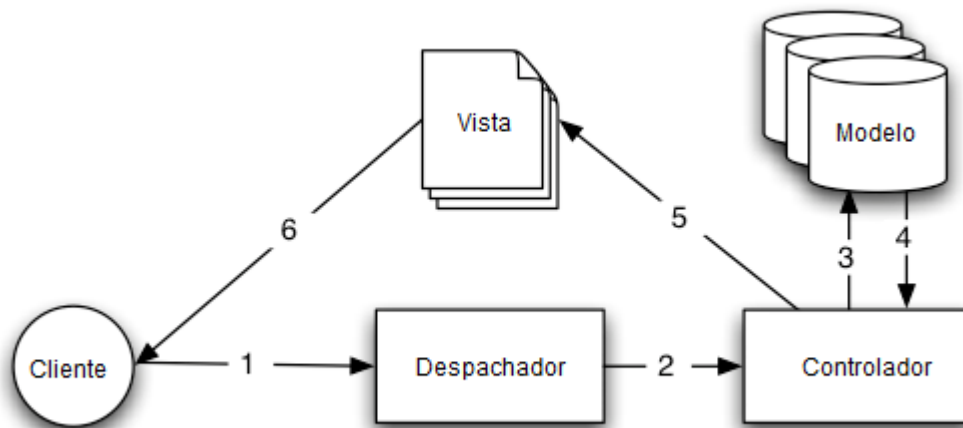 Vista
Modelo
6
5
3
4
Cliente
1
Despachador
2
Controlador